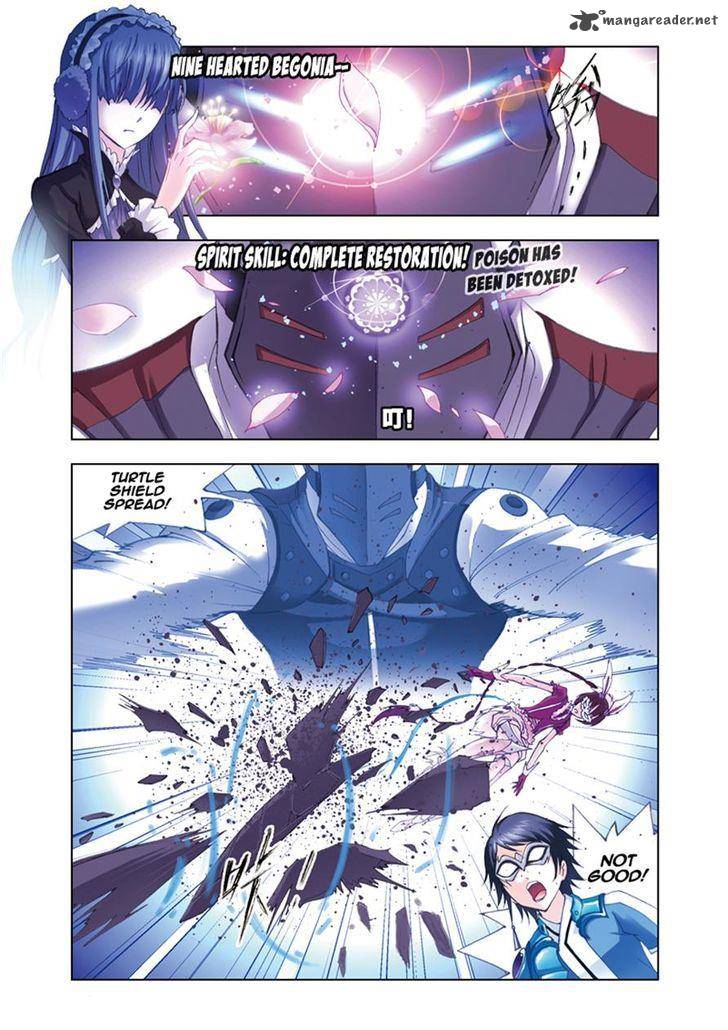 mangareader.net
NINE HEARTED BEGONIA--
SPIRIT SKILL: COMPLETE RESTORATION!
POISON HAS
BEEN DETOXED!
叮!
TURTLE
SHIELD
SPREAD!
NOT
GOOD!